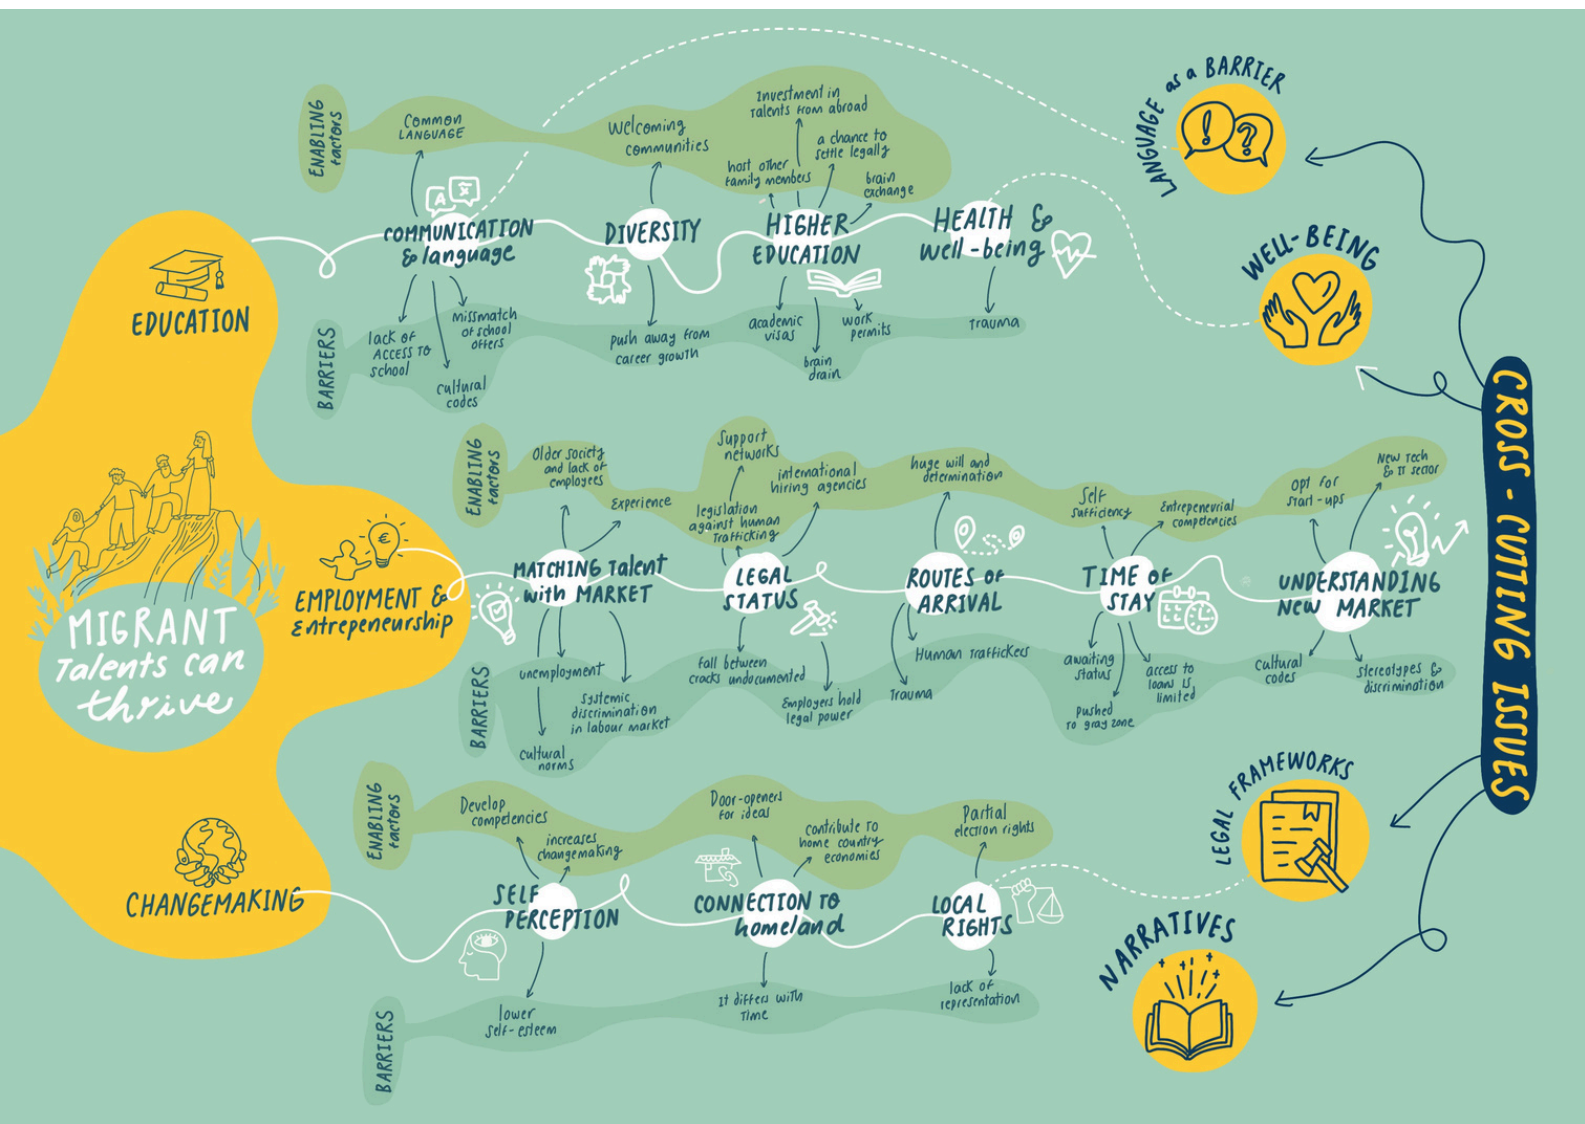 MIGRANT
Talents can
thrive
EDUCATION
ENABLING
factors
COMMON
LANGUAGE
Welcoming
communities
Investment in
Talents from abroad
a chance to
settle legally
host other
family members
brain
exchange
A
COMMUNICATION
& language
DIVERSITY
HIGHER
EDUCATION
HEALTH &
well-being
BARRIERS
lack of
ACCESS TO
school
missmatch
of school
offers
cultural
codes
push away from
career growth
academic
visas
work
permits
brain
drain
Trauma
EMPLOYMENT &
Entrepeneurship
€
ENABLING
factors
Older society
and lack of
employees
Experience
Support
networks
legislation
against human
trafficking
international
hiring agencies
huge will and
determination
Self
sufficiency
Entrepeneurial
competencies
Opt for
start-ups
New Tech
& IT sector
MATCHING Talent
with MARKET
LEGAL
STATUS
ROUTES OF
ARRIVAL
TIME OF
STAY
UNDERSTANDING
New MARKET
BARRIERS
unemployment
systemic
discrimination
in labour market
cultural
norms
fall between
cracks undocumented
Employers hold
legal power
Human traffickers
Trauma
awaiting
status
pushed
to gray zone
access to
loans is
limited
cultural
codes
stereotypes &
discrimination
CHANGEMAKING
ENABLING
factors
Develop
competencies
increases
changemaking
Door-openers
for ideas
Contribute to
home country
economies
Partial
election rights
SELF
PERCEPTION
CONNECTION TO
homeland
LOCAL
RIGHTS
BARRIERS
lower
self-esteem
It differs with
Time
lack of
representation
CROSS-CUTTING ISSUES
LANGUAGE as a BARRIER
! ?
WELL-BEING
LEGAL FRAMEWORKS
NARRATIVES